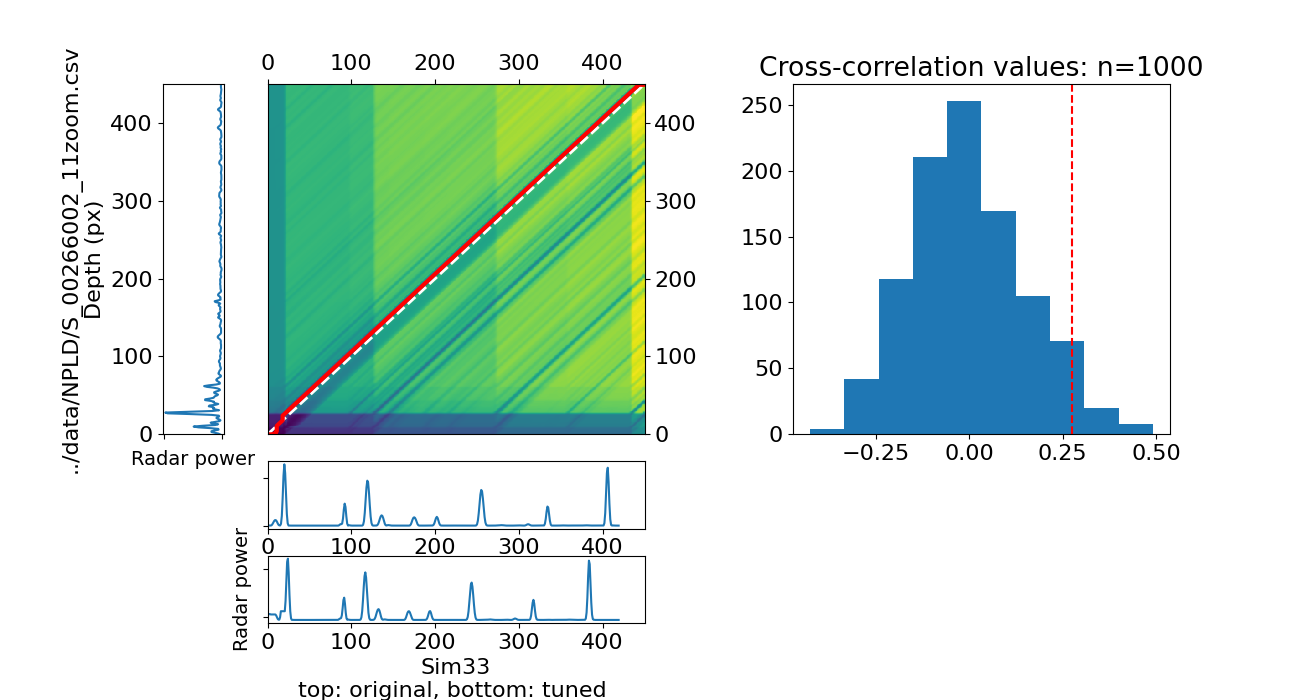 ../data/NPLD/S_00266002_11zoom.csv
Depth (px)
400
300
200
100
0
Radar power
0 100 200 300 400
400
300
200
100
0
0 100 200 300 400
Radar power
0 100 200 300 400
Sim33
top: original, bottom: tuned
Cross-correlation values: n=1000
250
200
150
100
50
0
−0.25 0.00 0.25 0.50